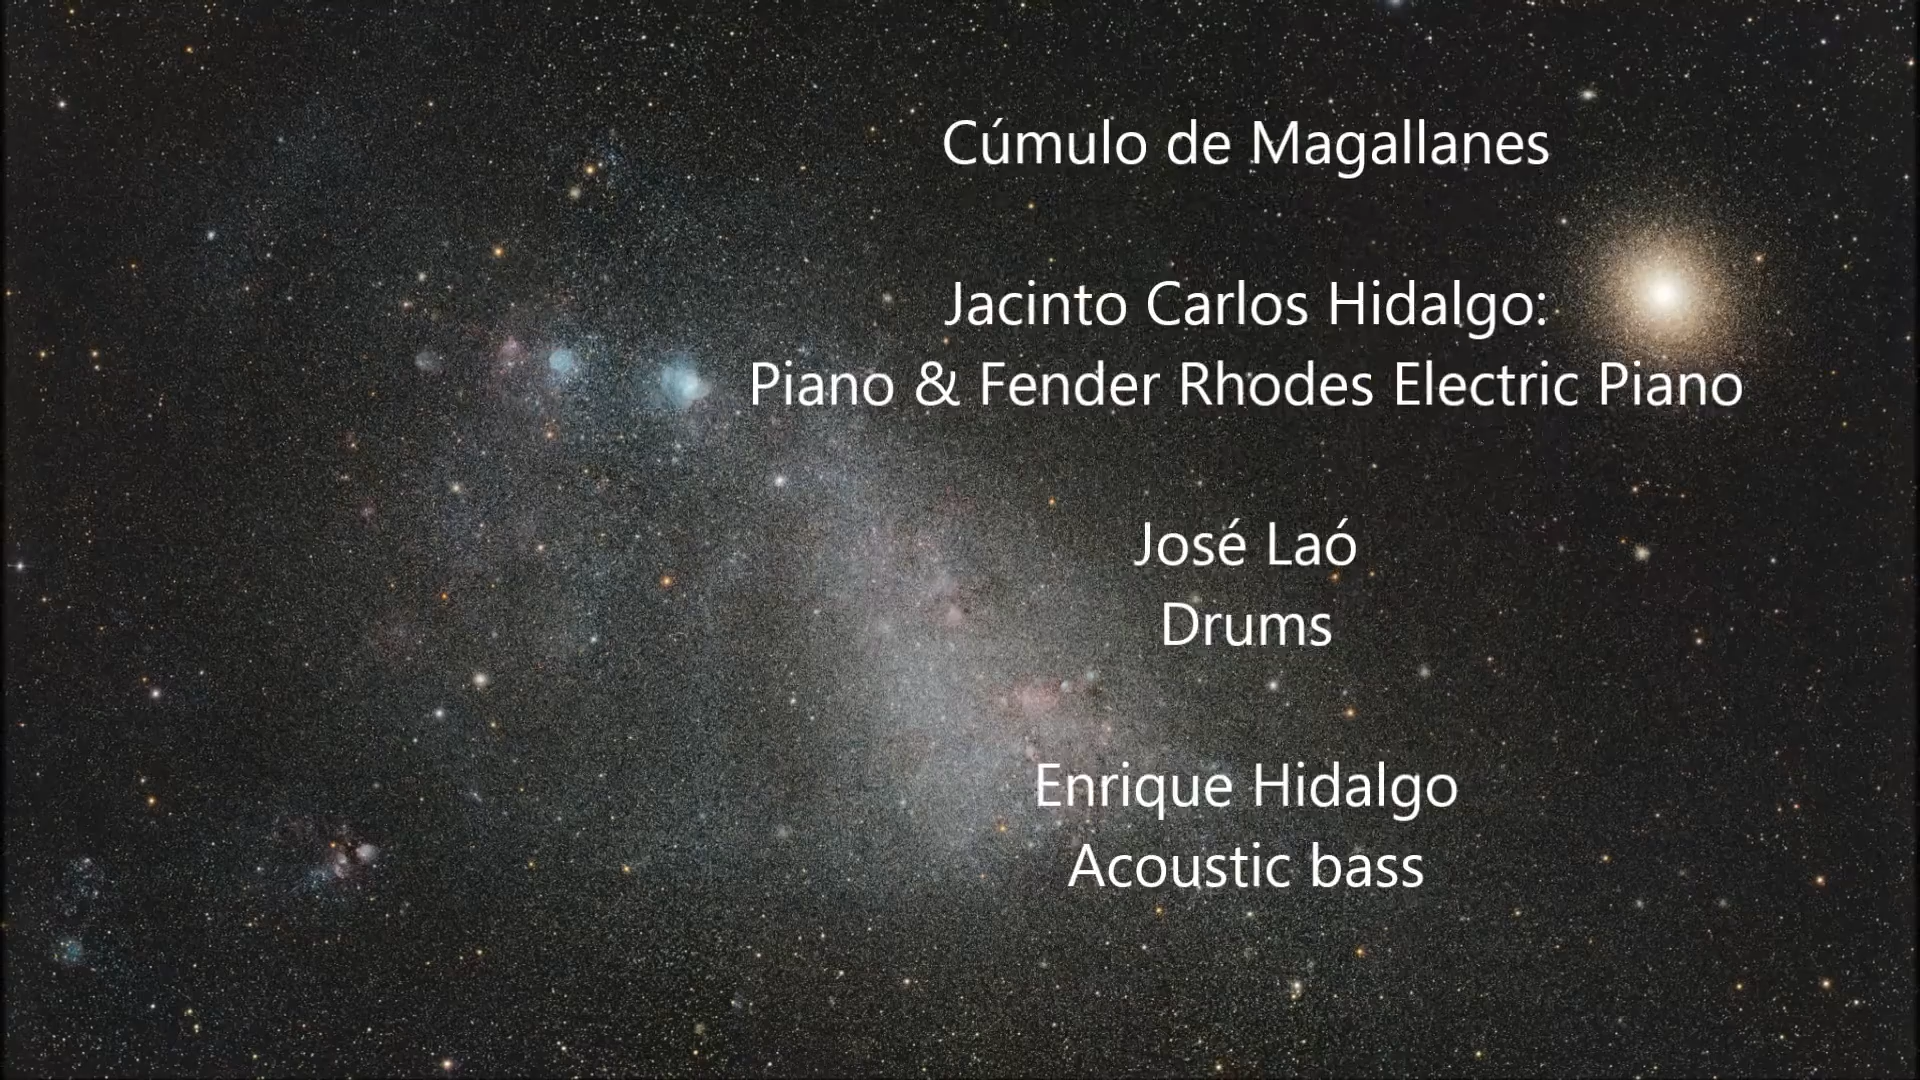 Cúmulo de Magallanes
Jacinto Carlos Hidalgo:
Piano & Fender Rhodes Electric Piano
José Laó
Drums
Enrique Hidalgo
Acoustic bass